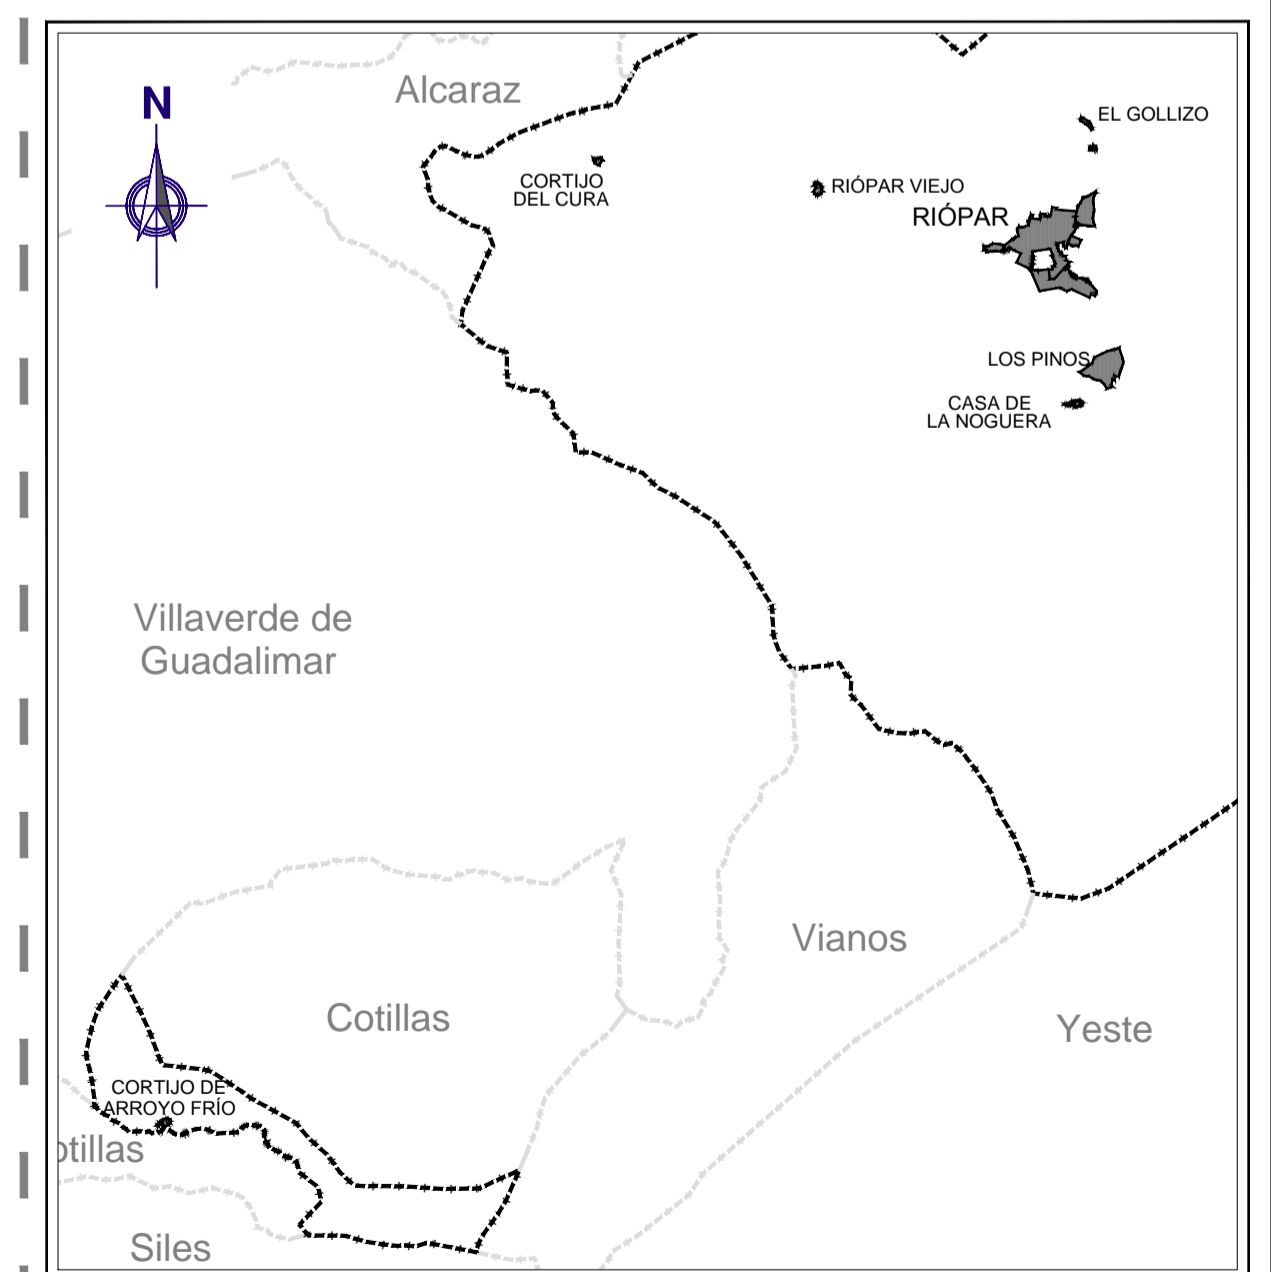 Alcaraz
N
EL GOLLIZO
CORTIJO
DEL CURA
RIÓPAR VIEJO
RIÓPAR
LOS PINOS
CASA DE
LA NOGUERA
Villaverde de
Guadalimar
Vianos
Cotillas
Yeste
CORTIJO DE
ARROYO FRÍO
otillas
Siles